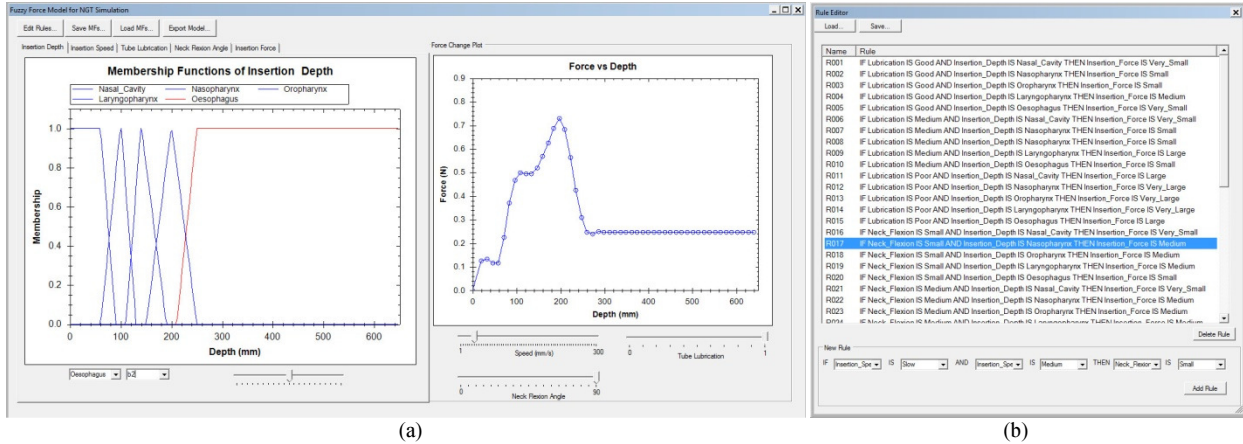 Fuzzy Force Model for NGT Simulation
Edit Rules... Save MFs... Load MFs... Export Model...
Insertion Depth Insertion Speed Tube Lubrication Neck Flexion Angle Insertion Force
Membership Functions of Insertion Depth
Nasal_Cavity Nasopharynx Oropharynx
Laryngopharynx Oesophagus
Membership
1.0
0.8
0.6
0.4
0.2
0.0
0 100 200 300 400 500 600
Depth (mm)
Oesophagus b2
Force Change Plot
Force vs Depth
Force (N)
0.9
0.8
0.7
0.6
0.5
0.4
0.3
0.2
0.1
0.0
0 100 200 300 400 500 600
Depth (mm)
1 Speed (mm/s) 300
0 Tube Lubrication 1
0 Neck Flexion Angle 90
(a)
Rule Editor
Load... Save...
Name Rule
R001 IF Lubrication IS Good AND Insertion_Depth IS Nasal_Cavity THEN Insertion_Force IS Very_Small
R002 IF Lubrication IS Good AND Insertion_Depth IS Nasopharynx THEN Insertion_Force IS Small
R003 IF Lubrication IS Good AND Insertion_Depth IS Oropharynx THEN Insertion_Force IS Small
R004 IF Lubrication IS Good AND Insertion_Depth IS Laryngopharynx THEN Insertion_Force IS Medium
R005 IF Lubrication IS Good AND Insertion_Depth IS Oesophagus THEN Insertion_Force IS Very_Small
R006 IF Lubrication IS Medium AND Insertion_Depth IS Nasal_Cavity THEN Insertion_Force IS Very_Small
R007 IF Lubrication IS Medium AND Insertion_Depth IS Nasopharynx THEN Insertion_Force IS Small
R008 IF Lubrication IS Medium AND Insertion_Depth IS Nasopharynx THEN Insertion_Force IS Small
R009 IF Lubrication IS Medium AND Insertion_Depth IS Laryngopharynx THEN Insertion_Force IS Large
R010 IF Lubrication IS Medium AND Insertion_Depth IS Oesophagus THEN Insertion_Force IS Small
R011 IF Lubrication IS Poor AND Insertion_Depth IS Nasal_Cavity THEN Insertion_Force IS Large
R012 IF Lubrication IS Poor AND Insertion_Depth IS Nasopharynx THEN Insertion_Force IS Very_Large
R013 IF Lubrication IS Poor AND Insertion_Depth IS Oropharynx THEN Insertion_Force IS Very_Large
R014 IF Lubrication IS Poor AND Insertion_Depth IS Laryngopharynx THEN Insertion_Force IS Very_Large
R015 IF Lubrication IS Poor AND Insertion_Depth IS Oesophagus THEN Insertion_Force IS Large
R016 IF Neck_Flexion IS Small AND Insertion_Depth IS Nasal_Cavity THEN Insertion_Force IS Very_Small
R017 IF Neck_Flexion IS Small AND Insertion_Depth IS Nasopharynx THEN Insertion_Force IS Medium
R018 IF Neck_Flexion IS Small AND Insertion_Depth IS Oropharynx THEN Insertion_Force IS Medium
R019 IF Neck_Flexion IS Small AND Insertion_Depth IS Laryngopharynx THEN Insertion_Force IS Medium
R020 IF Neck_Flexion IS Small AND Insertion_Depth IS Oesophagus THEN Insertion_Force IS Small
R021 IF Neck_Flexion IS Medium AND Insertion_Depth IS Nasal_Cavity THEN Insertion_Force IS Very_Small
R022 IF Neck_Flexion IS Medium AND Insertion_Depth IS Nasopharynx THEN Insertion_Force IS Medium
R023 IF Neck_Flexion IS Medium AND Insertion_Depth IS Oropharynx THEN Insertion_Force IS Medium
R024 IF Neck_Flexion IS Medium AND Insertion_Depth IS Laryngopharynx THEN Insertion_Force IS Medium
Delete Rule
New Rule
IF Insertion_Spe IS Slow AND Insertion_Spe IS Medium THEN Neck_Flexior IS Small
Add Rule
(b)